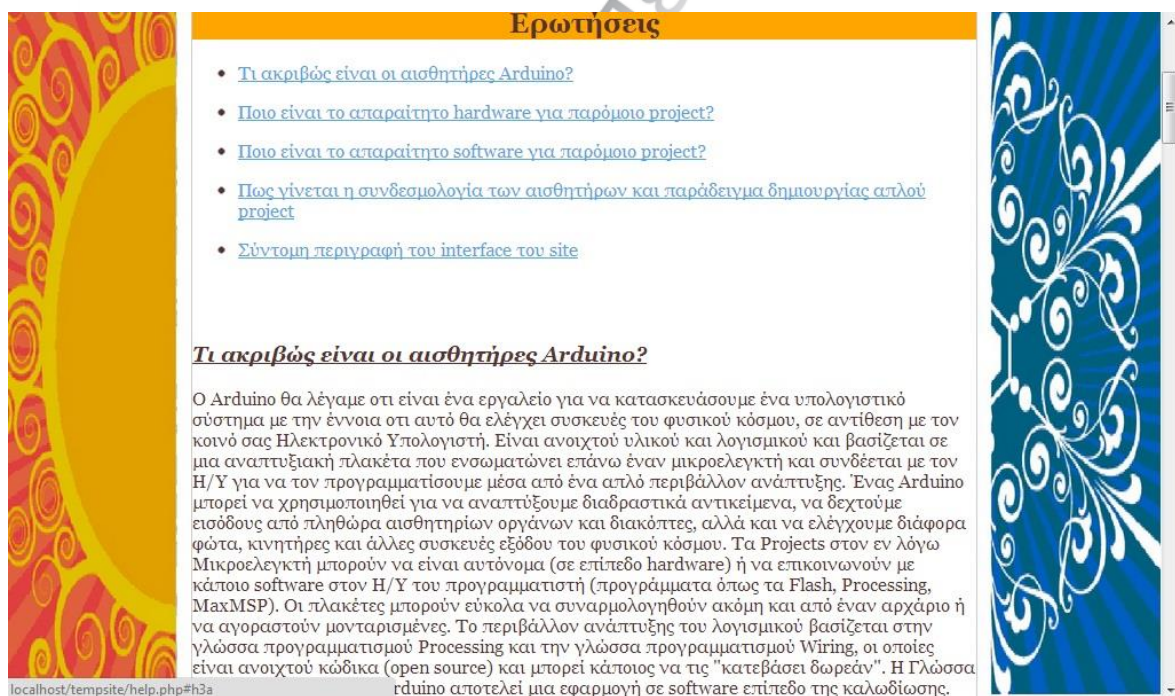 Ερωτήσεις
Τι ακριβώς είναι οι αισθητήρες Arduino?
Ποιο είναι το απαραίτητο hardware για παρόμοιο project?
Ποιο είναι το απαραίτητο software για παρόμοιο project?
Πως γίνεται η συνδεσμολογία των αισθητήρων και παράδειγμα δημιουργίας απλού
project
Σύντομη περιγραφή του interface του site
Τι ακριβώς είναι οι αισθητήρες Arduino?
Ο Arduino θα λέγαμε οτι είναι ένα εργαλείο για να κατασκευάσουμε ένα υπολογιστικό
σύστημα με την έννοια οτι αυτό θα ελέγχει συσκευές του φυσικού κόσμου, σε αντίθεση με τον
κοινό σας Ηλεκτρονικό Υπολογιστή. Είναι ανοιχτού υλικού και λογισμικού και βασίζεται σε
μια αναπτυξιακή πλακέτα που ενσωματώνει επάνω έναν μικροελεγκτή και συνδέεται με τον
Η/Υ για να τον προγραμματίσουμε μέσα από ένα απλό περιβάλλον ανάπτυξης. Ένας Arduino
μπορεί να χρησιμοποιηθεί για να αναπτύξουμε διαδραστικά αντικείμενα, να δεχτούμε
εισόδους από πληθώρα αισθητηρίων οργάνων και διακόπτες, αλλά και να ελέγχουμε διάφορα
φώτα, κινητήρες και άλλες συσκευές εξόδου του φυσικού κόσμου. Τα Projects στον εν λόγω
Μικροελεγκτή μπορούν να είναι αυτόνομα (σε επίπεδο hardware) ή να επικοινωνούν με
κάποιο software στον Η/Υ του προγραμματιστή (προγράμματα όπως τα Flash, Processing,
MaxMSP). Οι πλακέτες μπορούν εύκολα να συναρμολογηθούν ακόμη και από έναν αρχάριο ή
να αγοραστούν μονταρισμένες. Το περιβάλλον ανάπτυξης του λογισμικού βασίζεται στην
γλώσσα προγραμματισμού Processing και την γλώσσα προγραμματισμού Wiring, οι οποίες
είναι ανοιχτού κώδικα (open source) και μπορεί κάποιος να τις "κατεβάσει δωρεάν". Η Γλώσσα
localhost/tempsite/help.php#h3a rduino αποτελεί μια εφαρμογή σε software επίπεδο της καλωδίωσης.